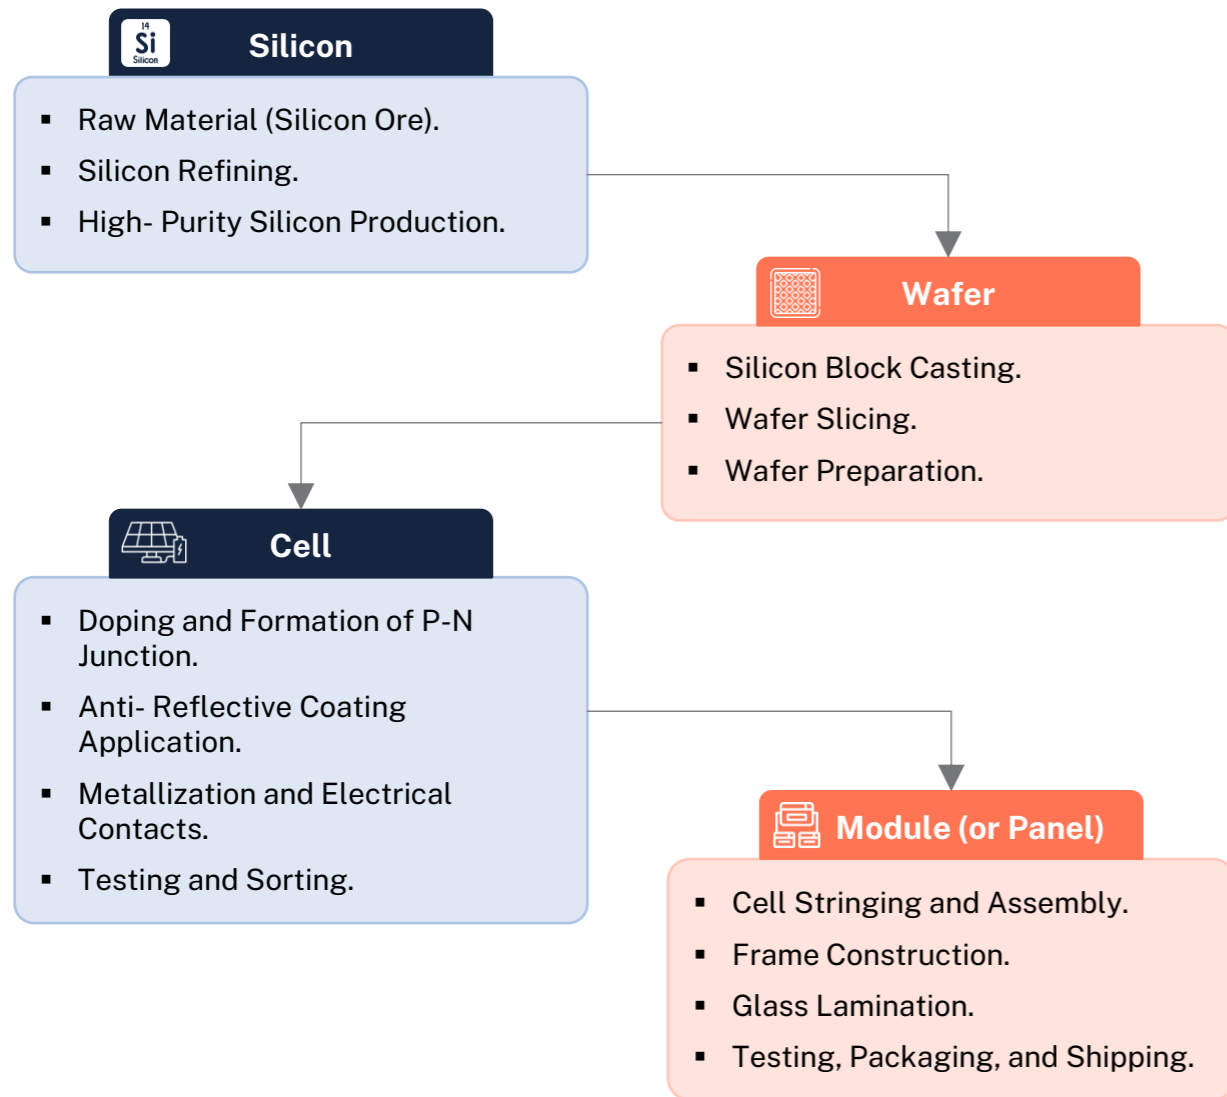 14
Si
Silicon
Silicon
▪ Raw Material (Silicon Ore).
▪ Silicon Refining.
▪ High- Purity Silicon Production.
Wafer
▪ Silicon Block Casting.
▪ Wafer Slicing.
▪ Wafer Preparation.
Cell
▪ Doping and Formation of P-N
Junction.
▪ Anti- Reflective Coating
Application.
▪ Metallization and Electrical
Contacts.
▪ Testing and Sorting.
Module (or Panel)
▪ Cell Stringing and Assembly.
▪ Frame Construction.
▪ Glass Lamination.
▪ Testing, Packaging, and Shipping.